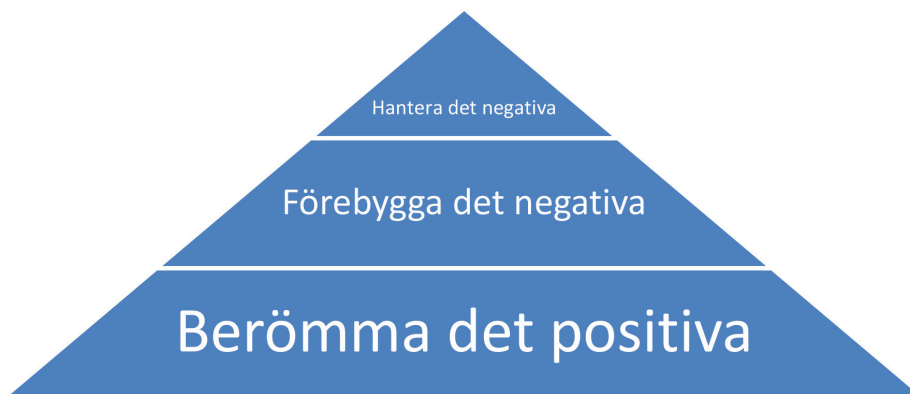 Hantera det negativa
Förebygga det negativa
Berömma det positiva